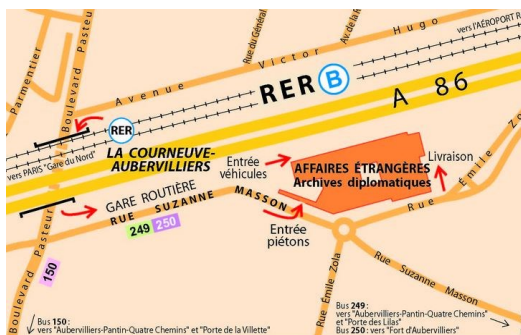 Parmentier
Boulevard Pasteur
Rue du Général
Av. de la R
Avenue Victor Hugo
vers l'AÉROPORT R
RER B
A 86
RER
vers PARIS "Gare du Nord"
LA COURNEUVE-
AUBERVILLIERS
Entrée
véhicules
AFFAIRES ÉTRANGÈRES
Archives diplomatiques
Livraison
Rue Émile Zo
GARE ROUTIÈRE
RUE SUZANNE MASSON
249 250
Entrée
piétons
Boulevard Pasteur
150
Rue Émile Zola
Rue Suzanne Masson
Bus 150 :
vers "Aubervilliers-Pantin-Quatre Chemins" et "Porte de la Villette"
Bus 249 :
vers "Aubervilliers-Pantin-Quatre Chemins"
et "Porte des Lilas"
Bus 250 : vers "Fort d'Aubervilliers"